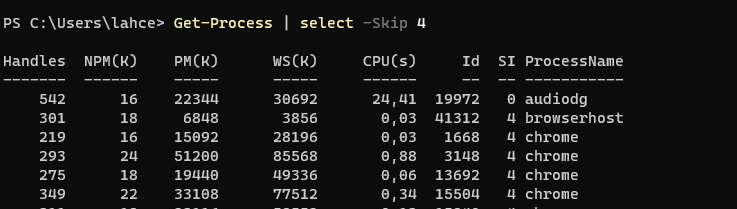 PS C:\Users\lahce> Get-Process | select -Skip 4
Handles NPM(K) PM(K) WS(K) CPU(s) Id SI ProcessName
------- ------ ----- ----- ------ -- -- -----------
542 16 22344 30692 24,41 19972 0 audiodg
301 18 6848 3856 0,03 41312 4 browserhost
219 16 15092 28196 0,03 1668 4 chrome
293 24 51200 85568 0,88 3148 4 chrome
275 18 19440 49336 0,06 13692 4 chrome
349 22 33108 77512 0,34 15504 4 chrome